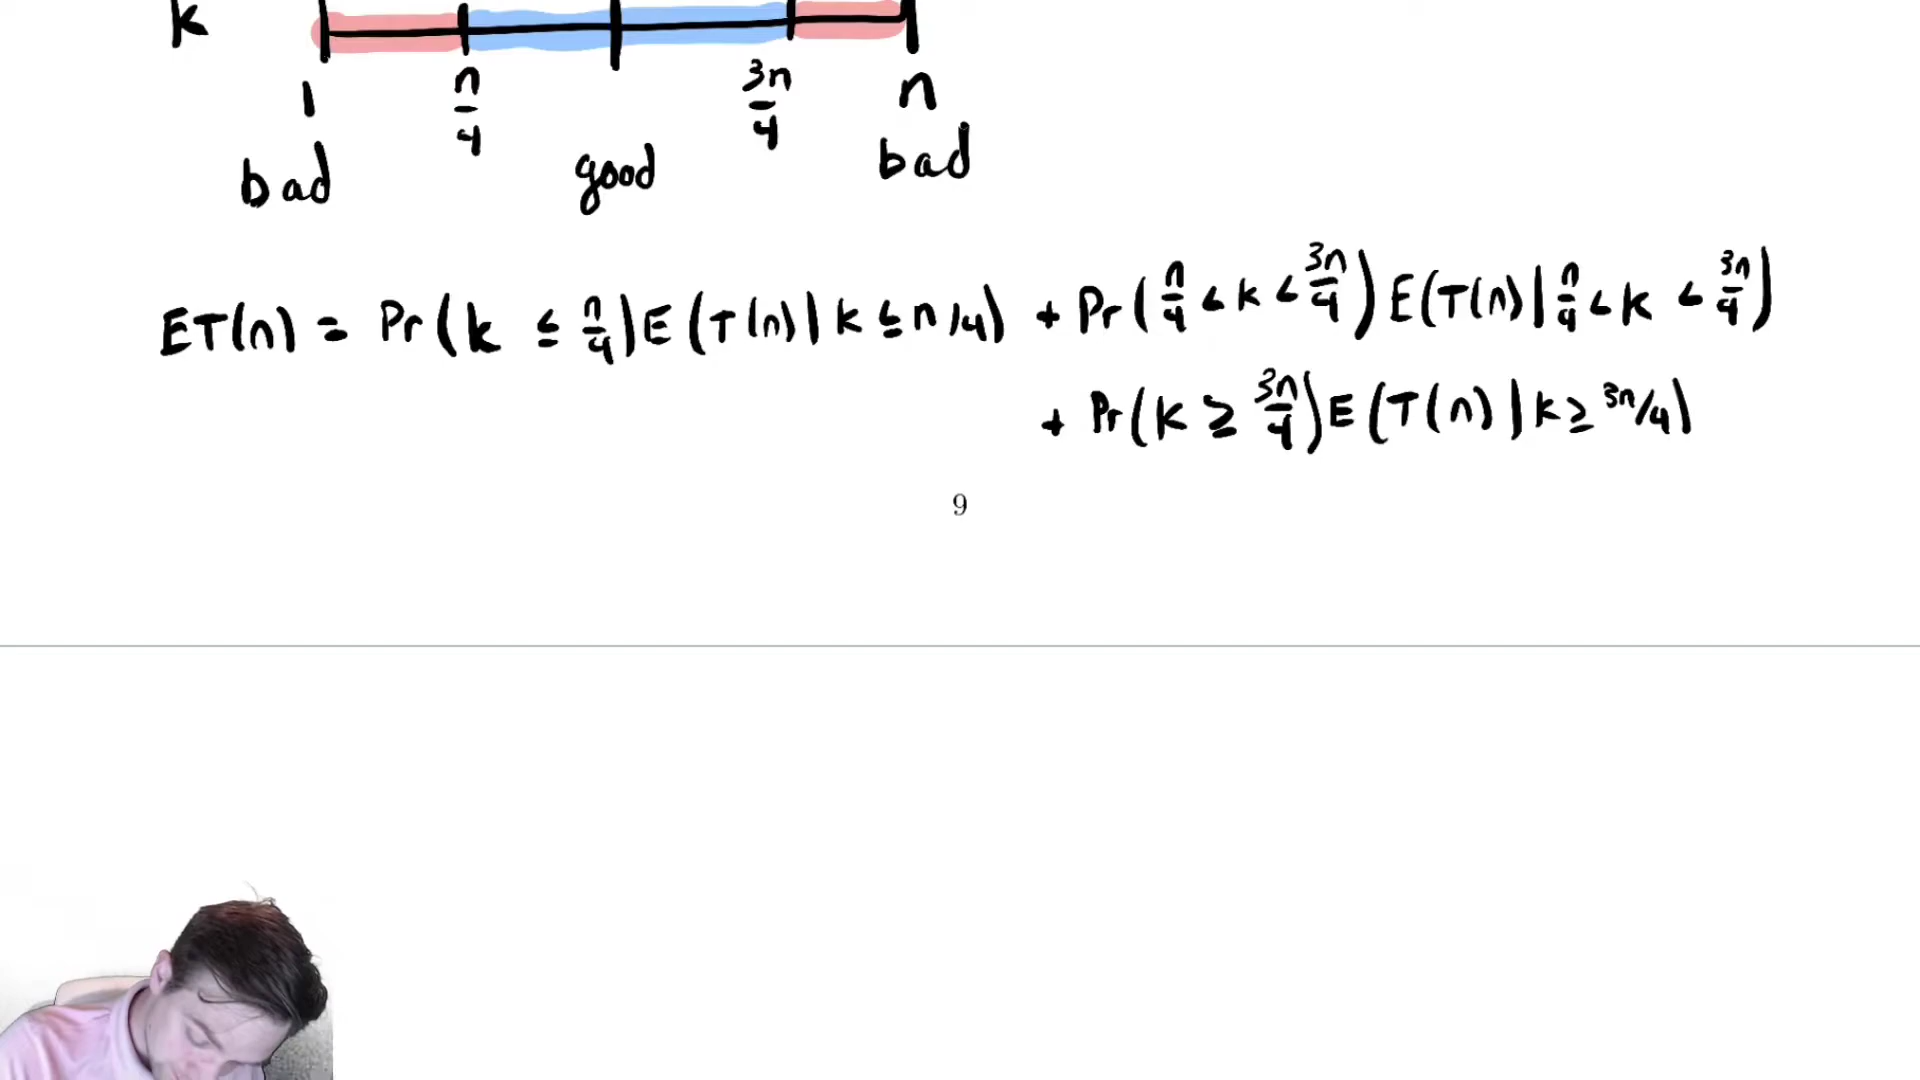 k
1 n/4 3n/4 n
bad good bad
ET(n) = Pr(k ≤ n/4)E(T(n)|k ≤ n/4) + Pr(n/4 < k < 3n/4)E(T(n)|n/4 < k < 3n/4)
+ Pr(k ≥ 3n/4)E(T(n)|k ≥ 3n/4)
9